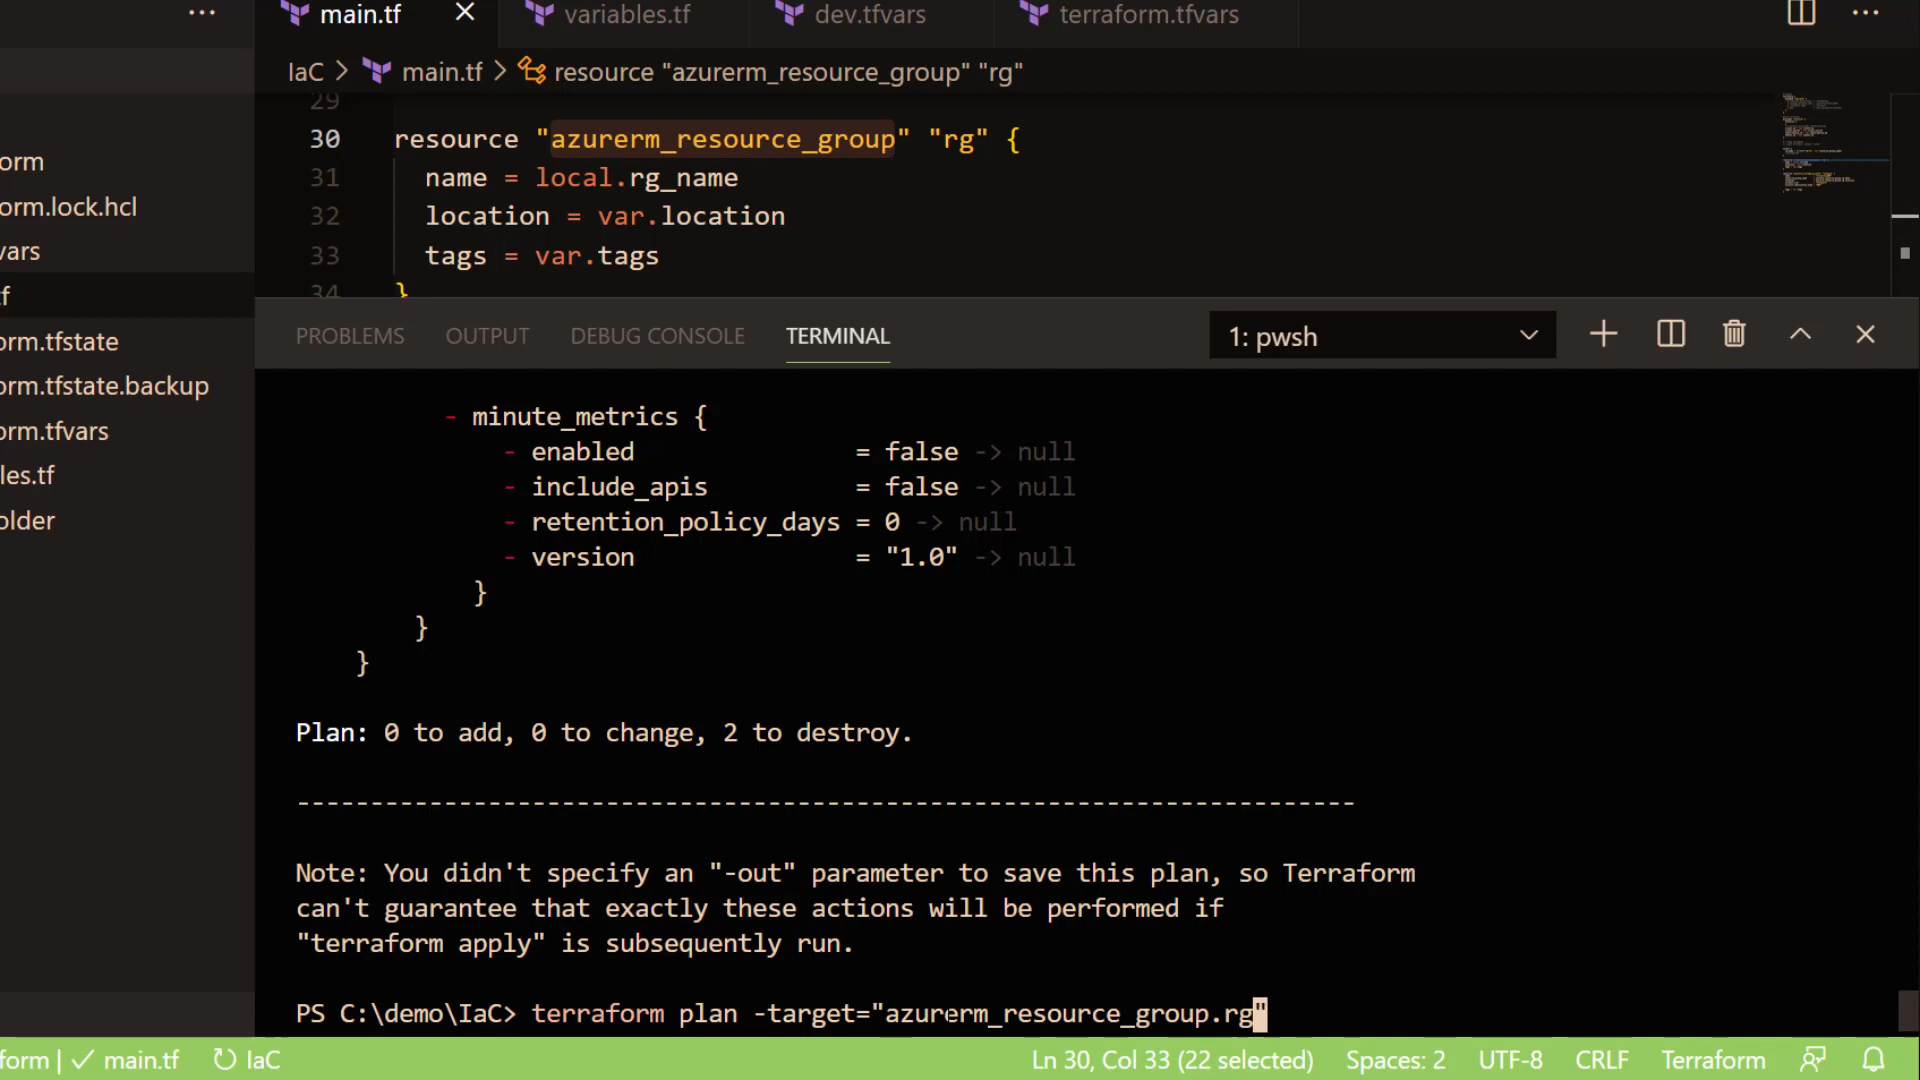 main.tf
variables.tf
dev.tfvars
terraform.tfvars
IaC > main.tf > resource "azurerm_resource_group" "rg"
29
30 resource "azurerm_resource_group" "rg" {
31 name = local.rg_name
32 location = var.location
33 tags = var.tags
34 }
orm
orm.lock.hcl
vars
f
orm.tfstate
orm.tfstate.backup
orm.tfvars
les.tf
older
PROBLEMS OUTPUT DEBUG CONSOLE TERMINAL
1: pwsh
- minute_metrics {
- enabled = false -> null
- include_apis = false -> null
- retention_policy_days = 0 -> null
- version = "1.0" -> null
}
}
}
Plan: 0 to add, 0 to change, 2 to destroy.
------------------------------------------------------------------------
Note: You didn't specify an "-out" parameter to save this plan, so Terraform
can't guarantee that exactly these actions will be performed if
"terraform apply" is subsequently run.
PS C:\demo\IaC> terraform plan -target="azurerm_resource_group.rg"
form | ✓ main.tf IaC Ln 30, Col 33 (22 selected) Spaces: 2 UTF-8 CRLF Terraform